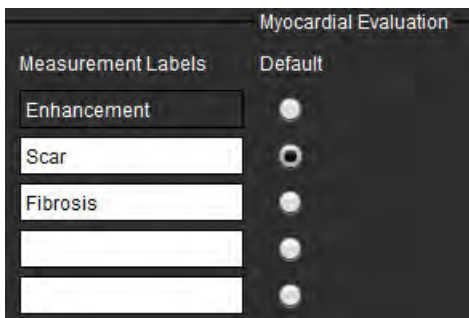 Myocardial Evaluation
Measurement Labels Default
Enhancement
Scar
Fibrosis